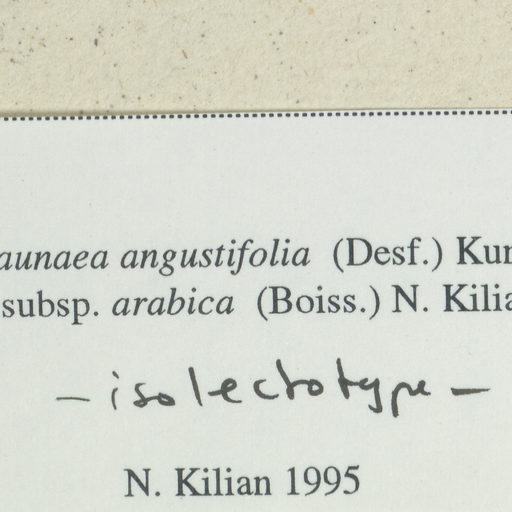 aunaea angustifolia (Desf.) Kun
subsp. arabica (Boiss.) N. Kilia
- isolectotype -
N. Kilian 1995